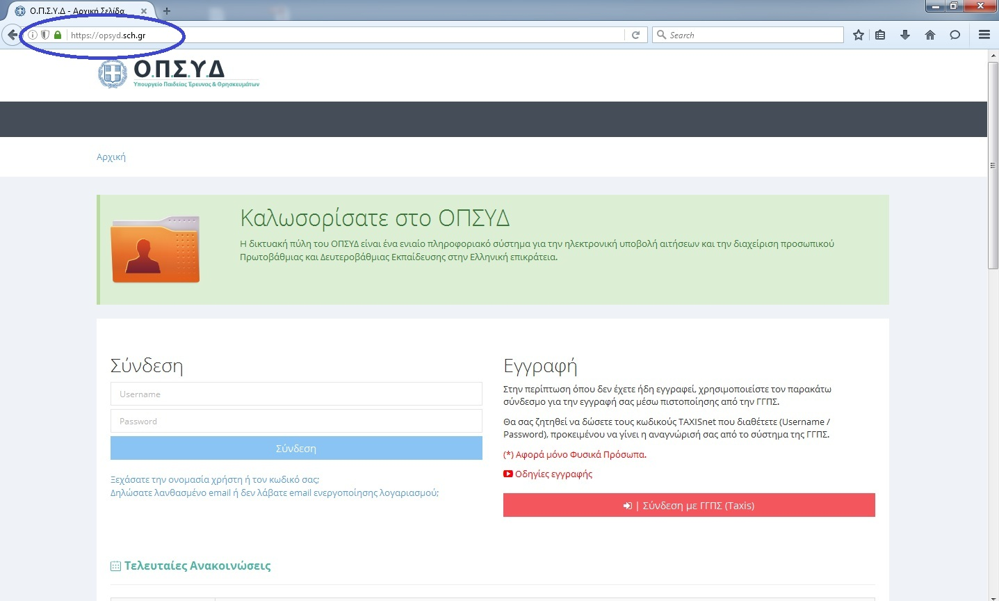 Ο.Π.Σ.Υ.Δ - Αρχική Σελίδα
https://opsyd.sch.gr
Search
Ο.Π.Σ.Υ.Δ
Υπουργείο Παιδείας Έρευνας & Θρησκευμάτων
Αρχική
Καλωσορίσατε στο ΟΠΣΥΔ
Η δικτυακή πύλη του ΟΠΣΥΔ είναι ένα ενιαίο πληροφοριακό σύστημα για την ηλεκτρονική υποβολή αιτήσεων και την διαχείριση προσωπικού
Πρωτοβάθμιας και Δευτεροβάθμιας Εκπαίδευσης στην Ελληνική επικράτεια.
Σύνδεση
Username
Password
Σύνδεση
Ξεχάσατε την ονομασία χρήστη ή τον κωδικό σας;
Δηλώσατε λανθασμένο email ή δεν λάβατε email ενεργοποίησης λογαριασμού;
Εγγραφή
Στην περίπτωση όπου δεν έχετε ήδη εγγραφεί, χρησιμοποιείστε τον παρακάτω
σύνδεσμο για την εγγραφή σας μέσω πιστοποίησης από την ΓΓΠΣ.
Θα σας ζητηθεί να δώσετε τους κωδικούς TAXISnet που διαθέτετε (Username /
Password), προκειμένου να γίνει η αναγνώρισή σας από το σύστημα της ΓΓΠΣ.
(*) Αφορά μόνο Φυσικά Πρόσωπα.
Οδηγίες εγγραφής
| Σύνδεση με ΓΓΠΣ (Taxis)
Τελευταίες Ανακοινώσεις